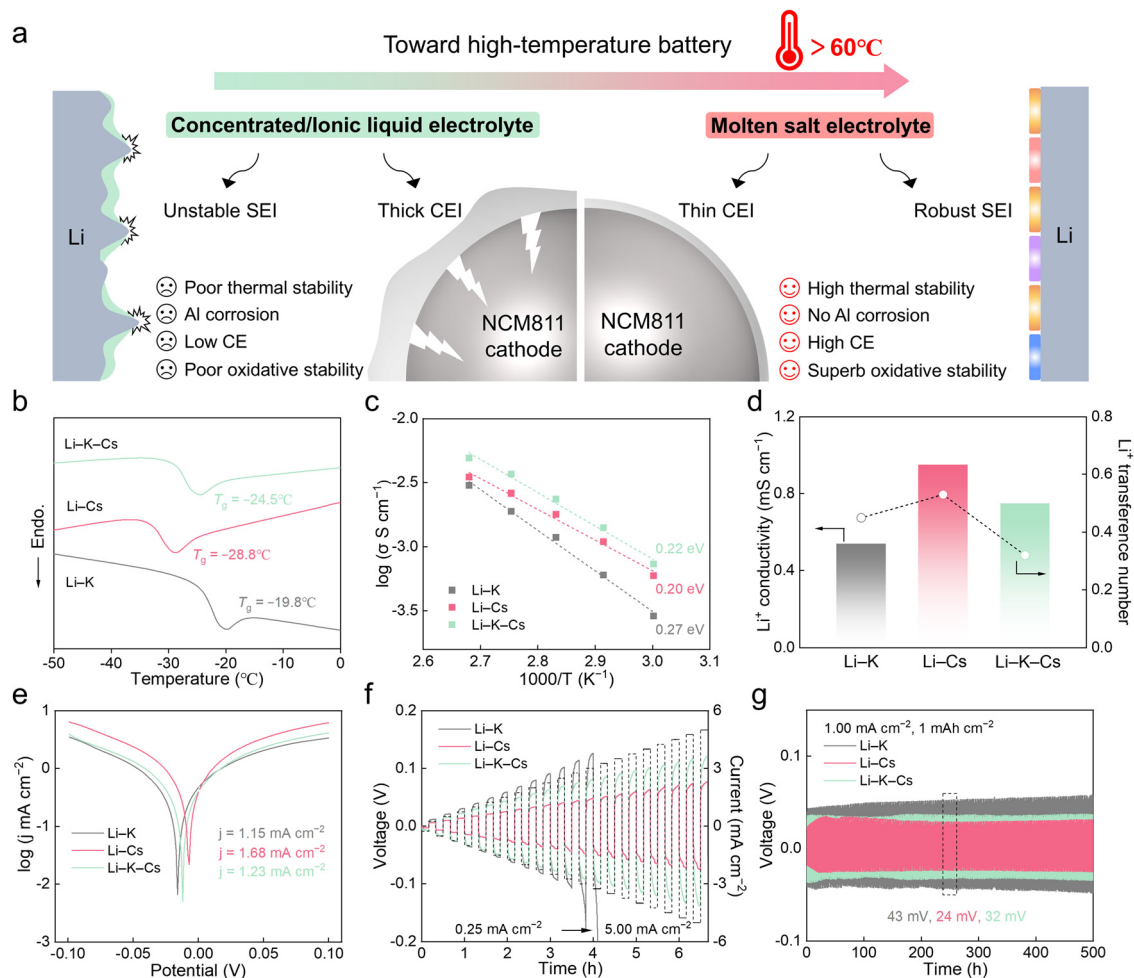 a
Toward high-temperature battery
> 60℃
Concentrated/Ionic liquid electrolyte
Molten salt electrolyte
Unstable SEI
Thick CEI
Thin CEI
Robust SEI
Li
Li
Poor thermal stability
Al corrosion
Low CE
Poor oxidative stability
NCM811
cathode
NCM811
cathode
High thermal stability
No Al corrosion
High CE
Superb oxidative stability
b
Endo.
Li–K–Cs
Tg = −24.5℃
Li–Cs
Tg = −28.8℃
Li–K
Tg = −19.8℃
-50 -40 -30 -20 -10 0
Temperature (℃)
c
log (σ S cm⁻¹)
-2.0
-2.5
-3.0
-3.5
0.22 eV
0.20 eV
0.27 eV
Li–K
Li–Cs
Li–K–Cs
2.6 2.7 2.8 2.9 3.0 3.1
1000/T (K⁻¹)
d
Li⁺ conductivity (mS cm⁻¹)
1.2
0.8
0.4
0.0
Li⁺ transference number
0.8
0.6
0.4
0.2
0.0
Li–K Li–Cs Li–K–Cs
e
log (j mA cm⁻²)
1
0
-1
-2
-3
Li–K
Li–Cs
Li–K–Cs
j = 1.15 mA cm⁻²
j = 1.68 mA cm⁻²
j = 1.23 mA cm⁻²
-0.10 -0.05 0.00 0.05 0.10
Potential (V)
f
Voltage (V)
0.2
0.1
0.0
-0.1
-0.2
Li–K
Li–Cs
Li–K–Cs
0.25 mA cm⁻² 5.00 mA cm⁻²
Current (mA cm⁻²)
6
3
0
-3
-6
0 1 2 3 4 5 6
Time (h)
g
Voltage (V)
0.1
0.0
-0.1
1.00 mA cm⁻², 1 mAh cm⁻²
Li–K
Li–Cs
Li–K–Cs
43 mV, 24 mV, 32 mV
0 100 200 300 400 500
Time (h)